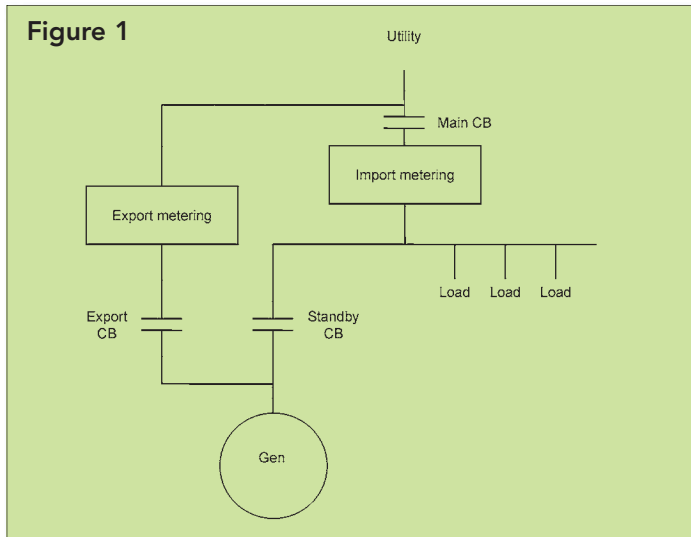 Figure 1
Utility
Main CB
Import metering
Export metering
Load Load Load
Export
CB
Standby
CB
Gen